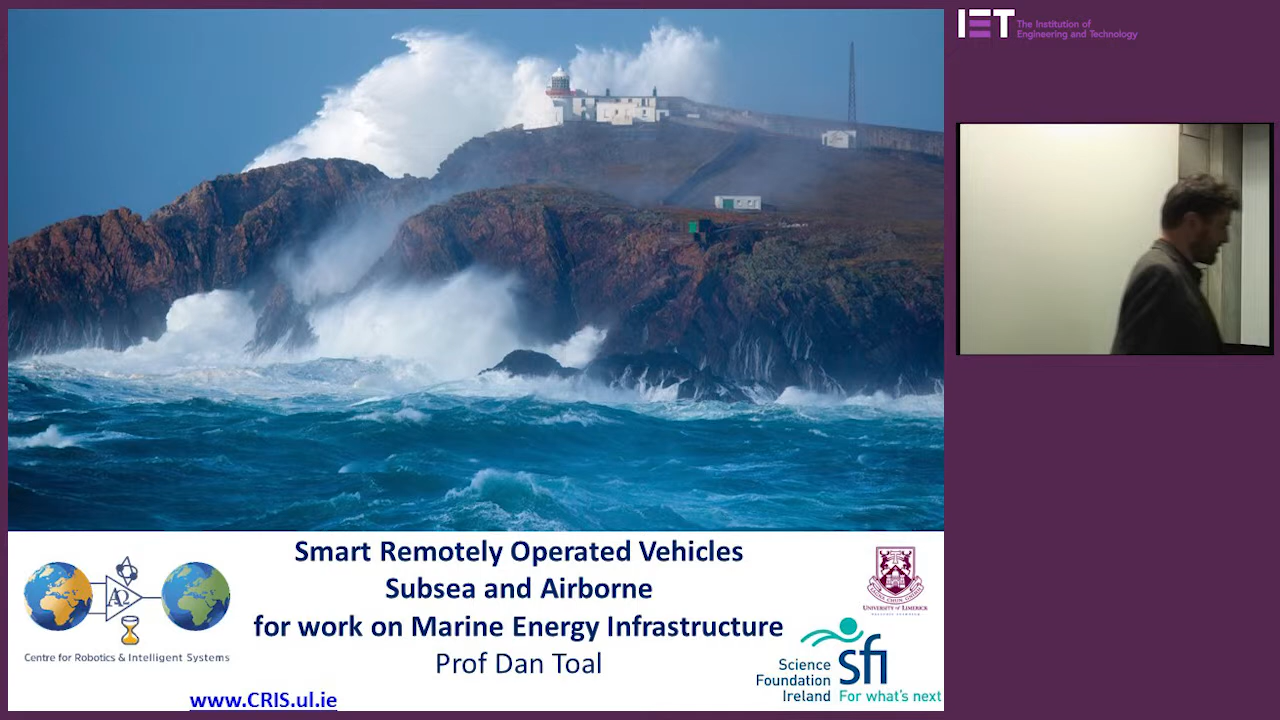 IET The Institution of
Engineering and Technology
Smart Remotely Operated Vehicles
Subsea and Airborne
for work on Marine Energy Infrastructure
Prof Dan Toal
Centre for Robotics & Intelligent Systems
www.CRIS.ul.ie
UNIVERSITY of LIMERICK
Science
Foundation
Ireland
sfi
For what's next